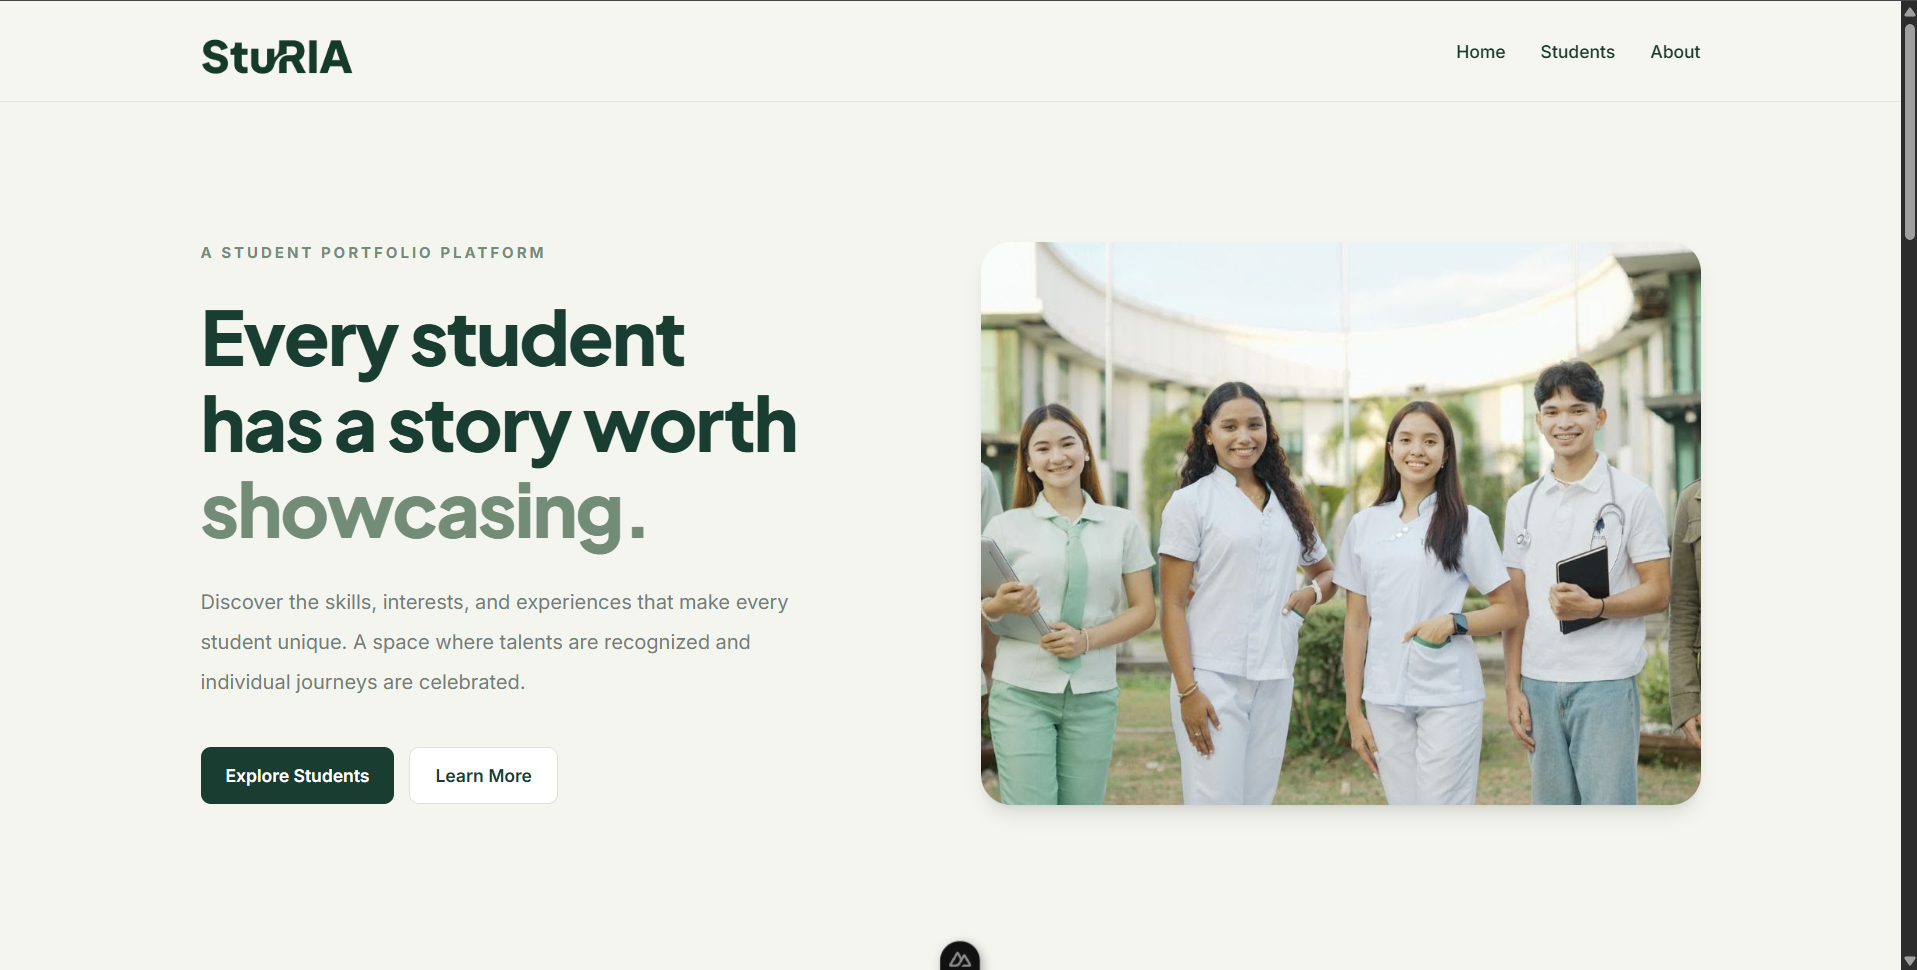 StuRIA
Home Students About
A STUDENT PORTFOLIO PLATFORM
Every student
has a story worth
showcasing.
Discover the skills, interests, and experiences that make every
student unique. A space where talents are recognized and
individual journeys are celebrated.
Explore Students Learn More